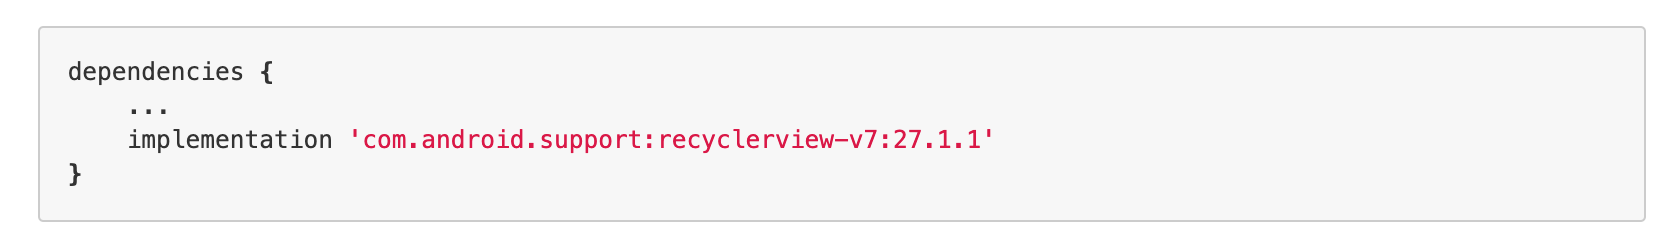 dependencies {
...
implementation 'com.android.support:recyclerview-v7:27.1.1'
}